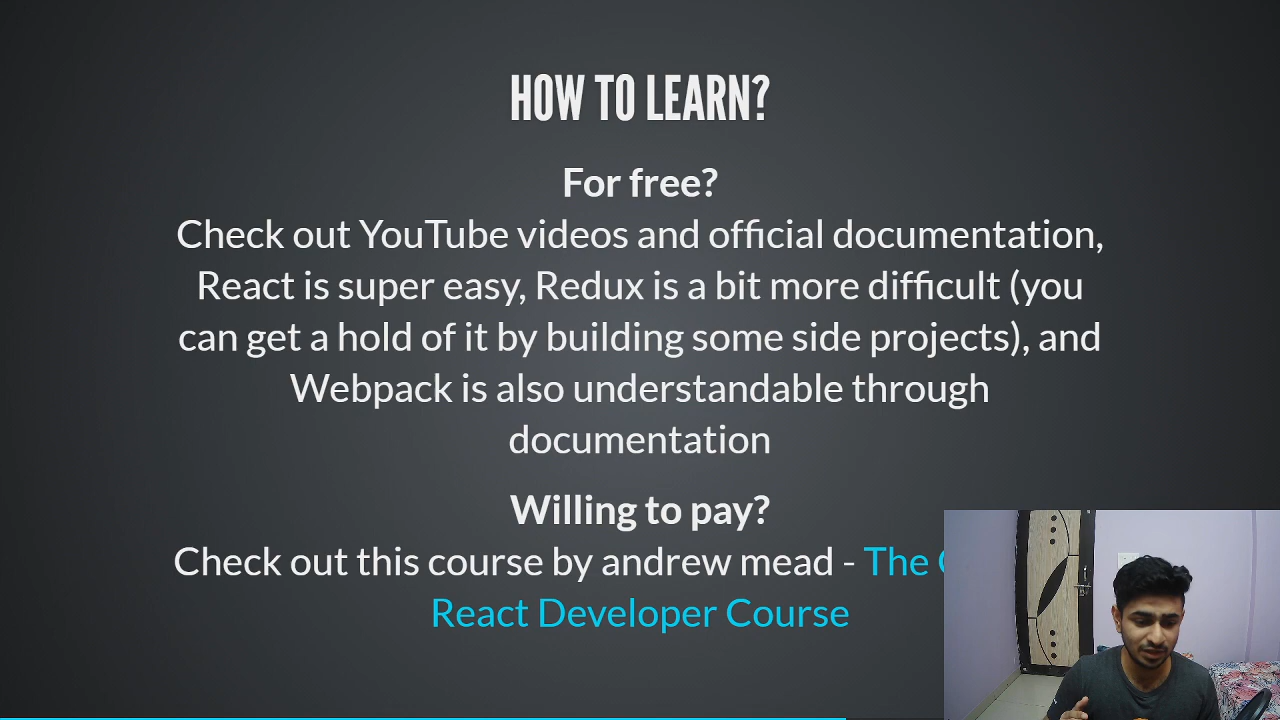 HOW TO LEARN?
For free?
Check out YouTube videos and official documentation,
React is super easy, Redux is a bit more difficult (you
can get a hold of it by building some side projects), and
Webpack is also understandable through
documentation
Willing to pay?
Check out this course by andrew mead - The
React Developer Course